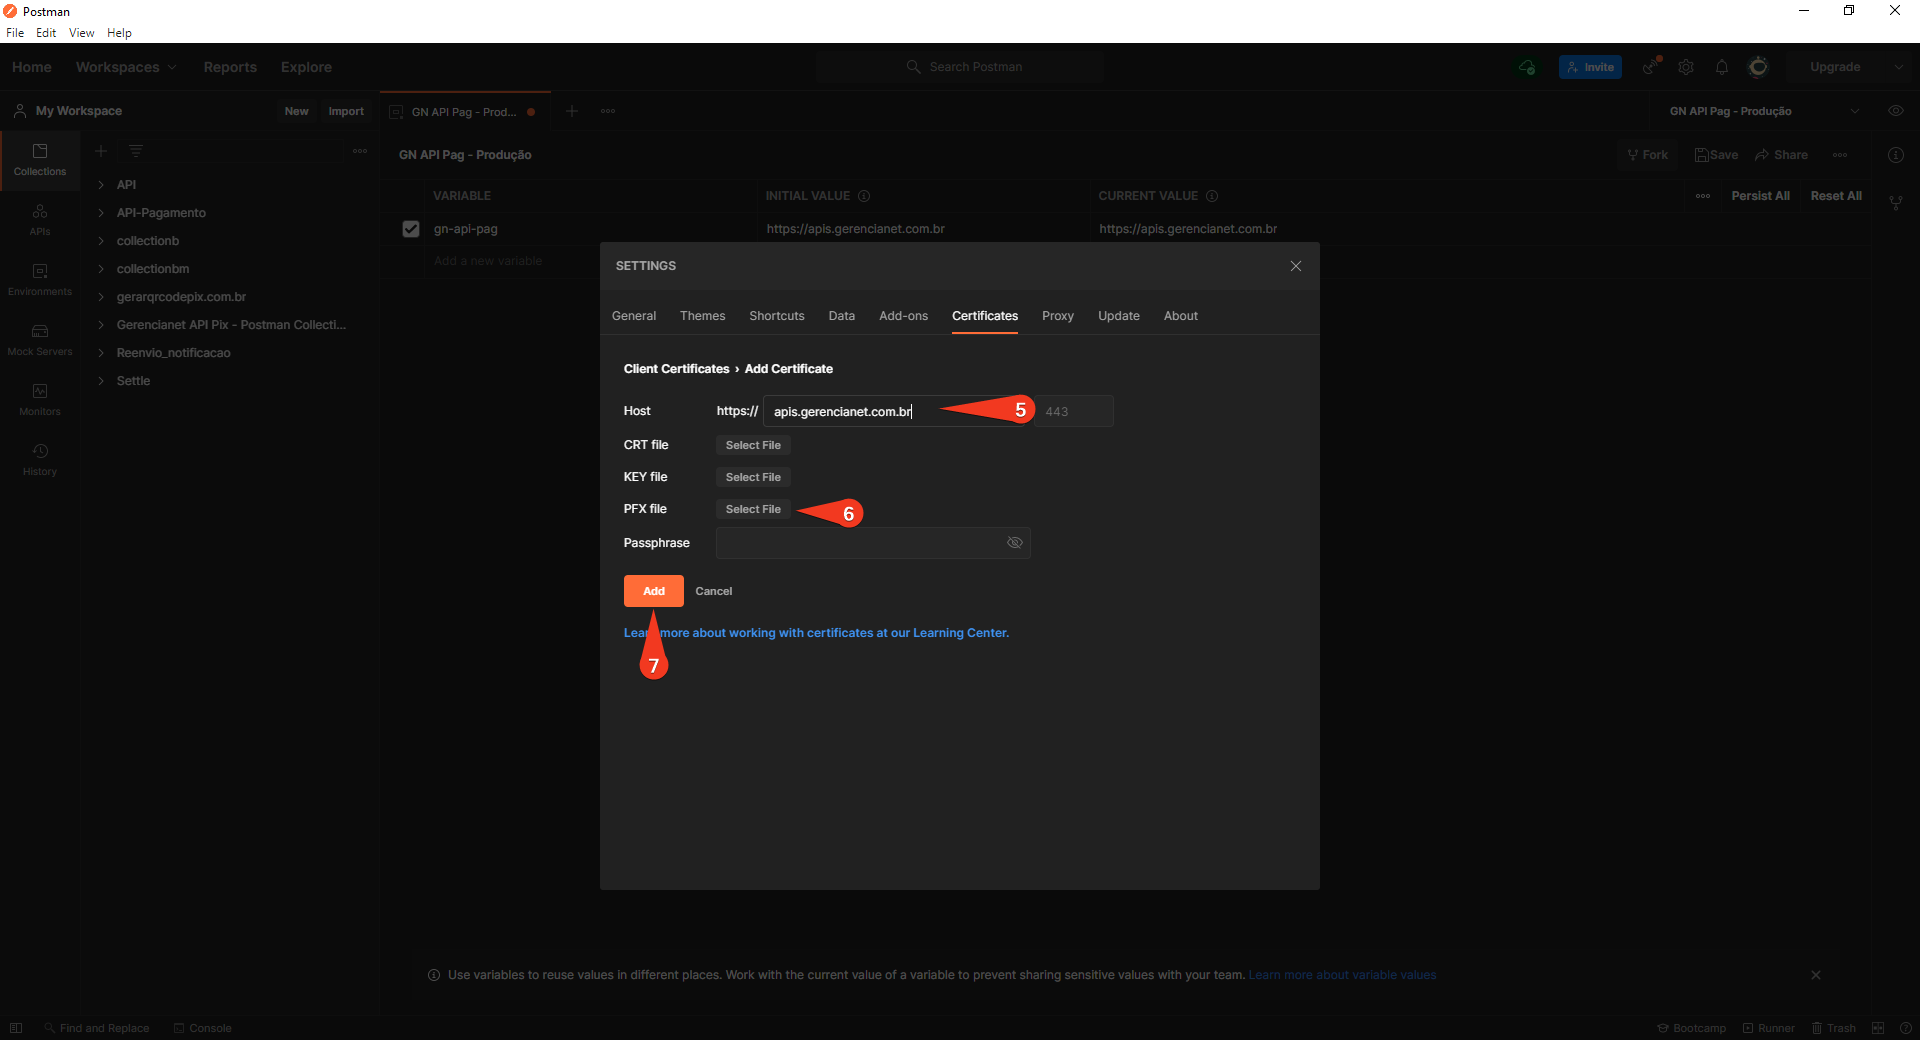 Postman
File Edit View Help
Home Workspaces Reports Explore Search Postman Invite Upgrade
My Workspace New Import GN API Pag - Prod... GN API Pag - Produção
GN API Pag - Produção Fork Save Share
Collections
APIs
Environments
Mock Servers
Monitors
History
API
API-Pagamento
collectionb
collectionbm
gerarqrcodepix.com.br
Gerencianet API Pix - Postman Collecti...
Reenvio_notificacao
Settle
VARIABLE INITIAL VALUE CURRENT VALUE Persist All Reset All
gn-api-pag https://apis.gerencianet.com.br https://apis.gerencianet.com.br
Add a new variable
SETTINGS
General Themes Shortcuts Data Add-ons Certificates Proxy Update About
Client Certificates › Add Certificate
Host https:// apis.gerencianet.com.br 5 443
CRT file Select File
KEY file Select File
PFX file Select File 6
Passphrase
Add Cancel
Lear more about working with certificates at our Learning Center.
7
Use variables to reuse values in different places. Work with the current value of a variable to prevent sharing sensitive values with your team. Learn more about variable values
Find and Replace Console Bootcamp Runner Trash